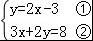 y=2x−3 ①
3x+2y=8 ②